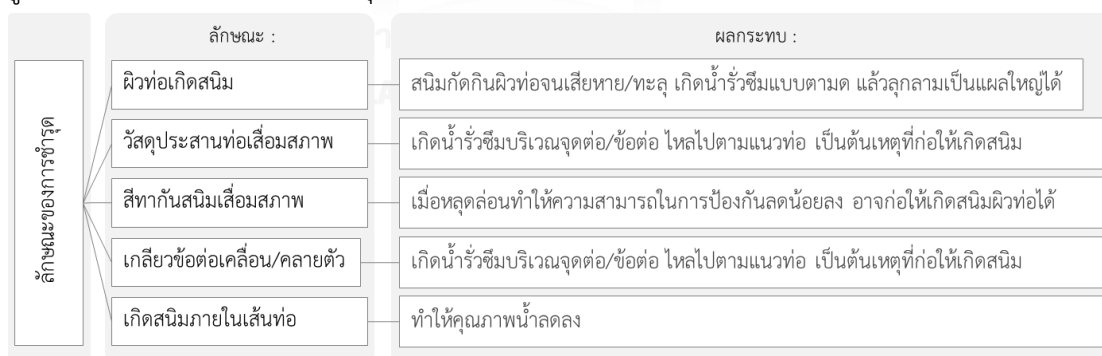 ลักษณะ :
ผลกระทบ :
ลักษณะของการชำรุด
ผิวท่อเกิดสนิม
สนิมกัดกินผิวท่อจนเสียหาย/ทะลุ เกิดน้ำรั่วซึมแบบตามด แล้วลุกลามเป็นแผลใหญ่ได้
วัสดุประสานท่อเสื่อมสภาพ
เกิดน้ำรั่วซึมบริเวณจุดต่อ/ข้อต่อ ไหลไปตามแนวท่อ เป็นต้นเหตุที่ก่อให้เกิดสนิม
สีทากันสนิมเสื่อมสภาพ
เมื่อหลุดล่อนทำให้ความสามารถในการป้องกันลดน้อยลง อาจก่อให้เกิดสนิมผิวท่อได้
เกลียวข้อต่อเคลื่อน/คลายตัว
เกิดน้ำรั่วซึมบริเวณจุดต่อ/ข้อต่อ ไหลไปตามแนวท่อ เป็นต้นเหตุที่ก่อให้เกิดสนิม
เกิดสนิมภายในเส้นท่อ
ทำให้คุณภาพน้ำลดลง